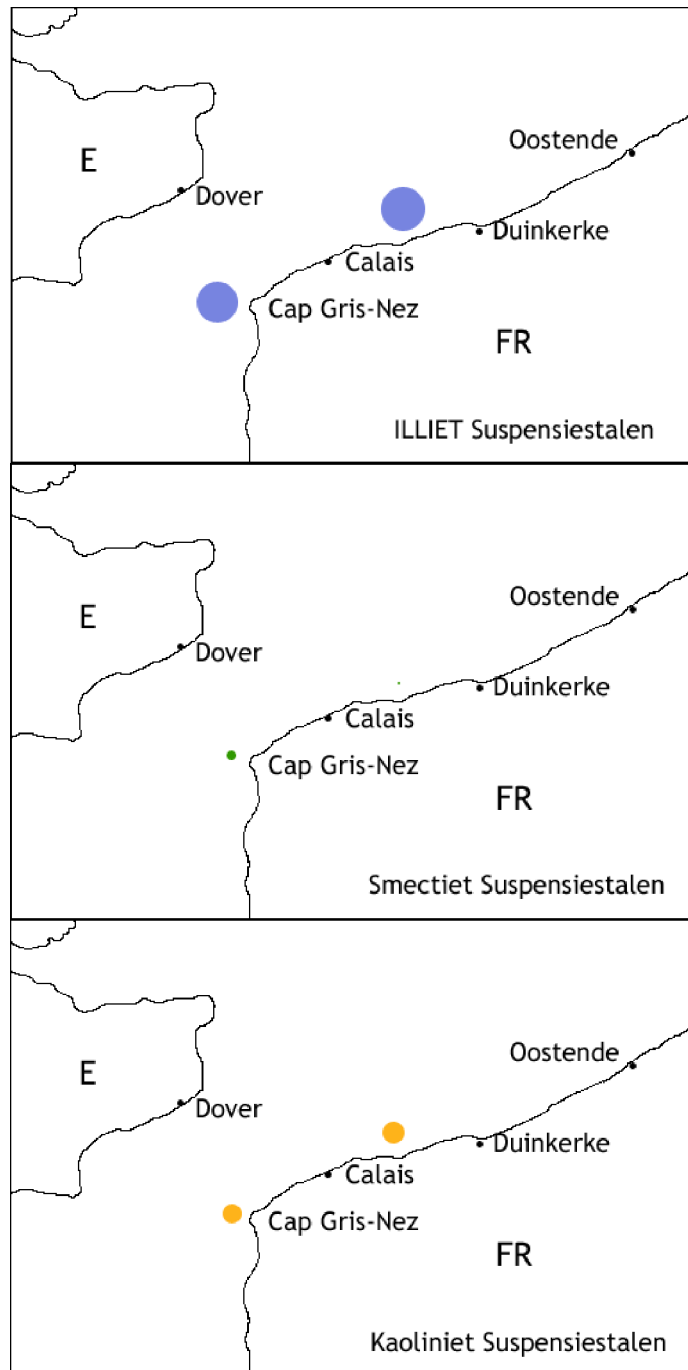 Oostende
E
Dover
Duinkerke
Calais
Cap Gris-Nez
FR
ILLIET Suspensiestalen
Oostende
E
Dover
Duinkerke
Calais
Cap Gris-Nez
FR
Smectiet Suspensiestalen
Oostende
E
Dover
Duinkerke
Calais
Cap Gris-Nez
FR
Kaoliniet Suspensiestalen